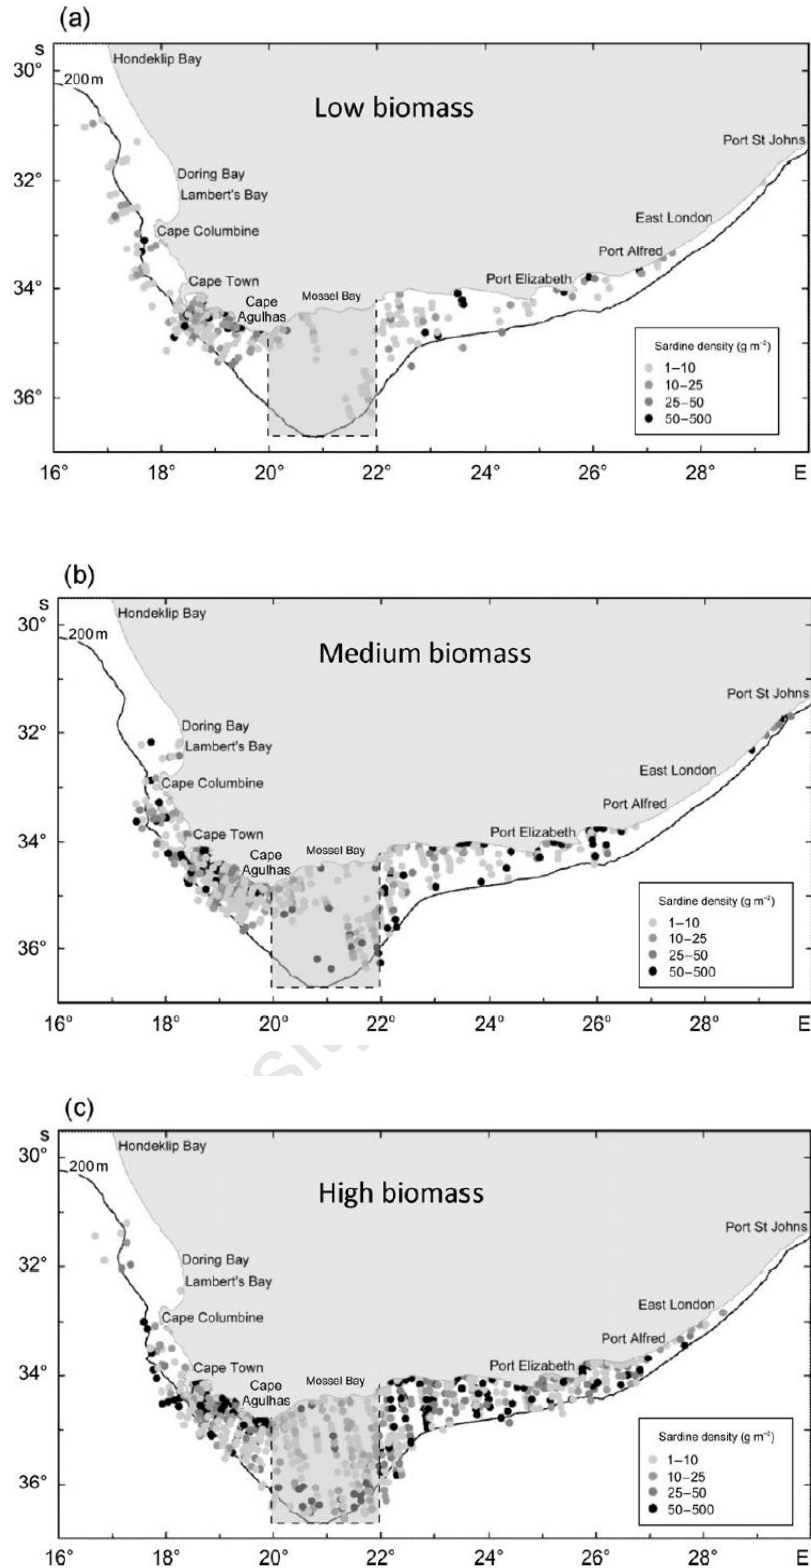 (a)
S
30°
Hondeklip Bay
200 m
Low biomass
Port St Johns
32°
Doring Bay
Lambert's Bay
East London
Cape Columbine
Port Alfred
34°
Cape Town
Port Elizabeth
Cape
Mossel Bay
Agulhas
36°
Sardine density (g m⁻²)
1–10
10–25
25–50
50–500
16° 18° 20° 22° 24° 26° 28° E
(b)
S
30°
Hondeklip Bay
200 m
Medium biomass
Port St Johns
32°
Doring Bay
Lambert's Bay
East London
Cape Columbine
Port Alfred
34°
Cape Town
Port Elizabeth
Cape
Mossel Bay
Agulhas
36°
Sardine density (g m⁻²)
1–10
10–25
25–50
50–500
16° 18° 20° 22° 24° 26° 28° E
(c)
S
30°
Hondeklip Bay
200 m
High biomass
Port St Johns
32°
Doring Bay
Lambert's Bay
East London
Cape Columbine
Port Alfred
34°
Cape Town
Port Elizabeth
Cape
Mossel Bay
Agulhas
36°
Sardine density (g m⁻²)
1–10
10–25
25–50
50–500
16° 18° 20° 22° 24° 26° 28° E